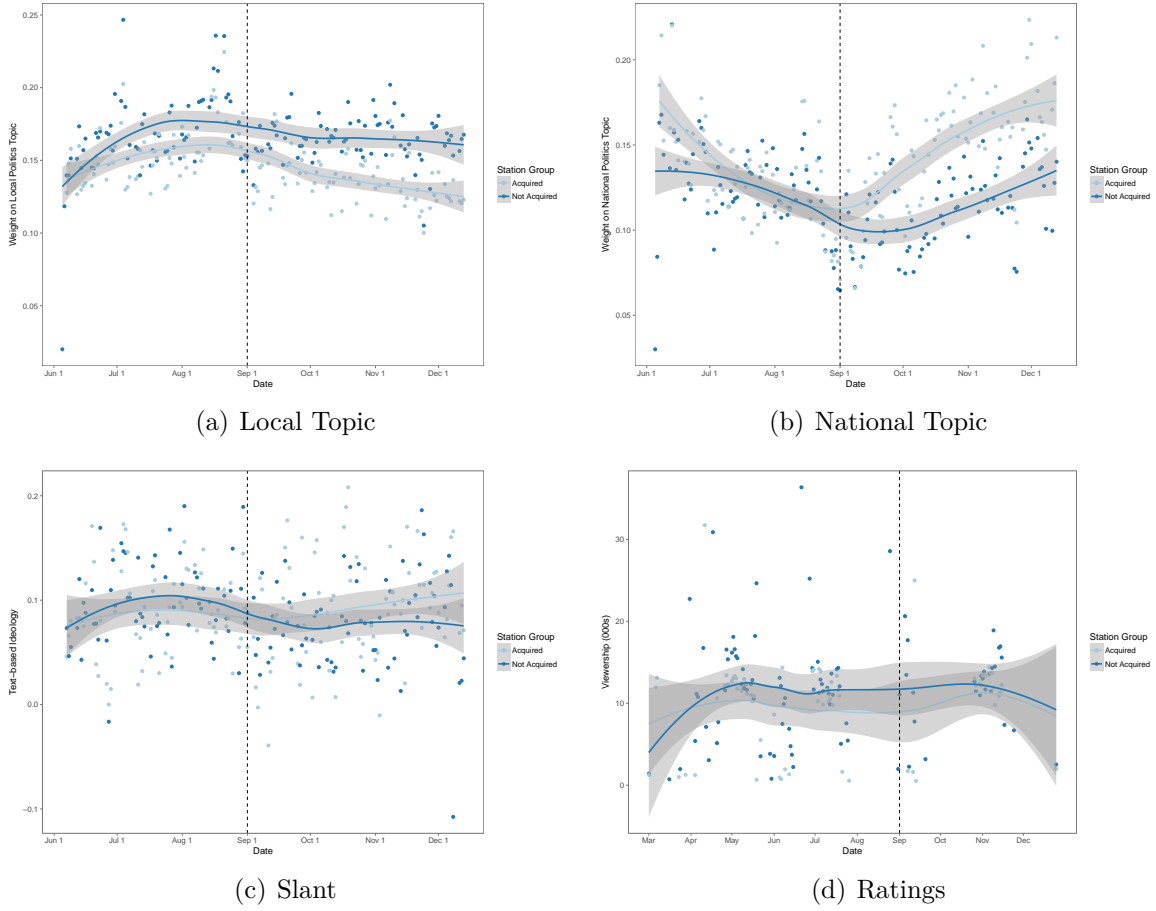 0.25
0.20
0.15
0.10
0.05
Weight on Local Politics Topic
Jun 1 Jul 1 Aug 1 Sep 1 Oct 1 Nov 1 Dec 1
Date
Station Group
Acquired
Not Acquired
(a) Local Topic
0.20
0.15
0.10
0.05
Weight on National Politics Topic
Jun 1 Jul 1 Aug 1 Sep 1 Oct 1 Nov 1 Dec 1
Date
Station Group
Acquired
Not Acquired
(b) National Topic
0.2
0.1
0.0
−0.1
Text−based Ideology
Jun 1 Jul 1 Aug 1 Sep 1 Oct 1 Nov 1 Dec 1
Date
Station Group
Acquired
Not Acquired
(c) Slant
30
20
10
0
Viewership (000s)
Mar Apr May Jun Jul Aug Sep Oct Nov Dec
Date
Station Group
Acquired
Not Acquired
(d) Ratings